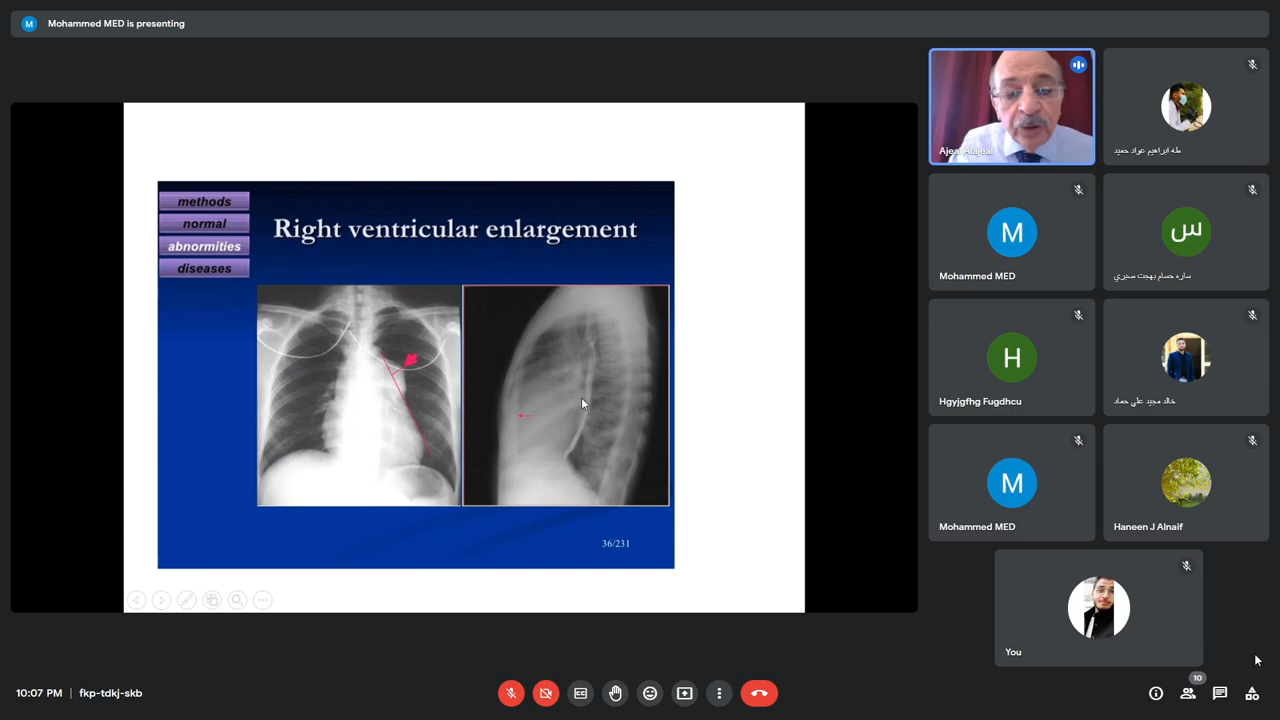 M
Mohammed MED is presenting
methods
normal
abnormities
diseases
Right ventricular enlargement
36/231
طه ابراهيم عواد حميد
M
Mohammed MED
س
ساره حسام بهجت صبري
H
Hgyjgfhg Fugdhcu
خالد مجيد علي حماد
M
Mohammed MED
Haneen J Alnaif
You
10:07 PM
fkp-tdkj-skb
10